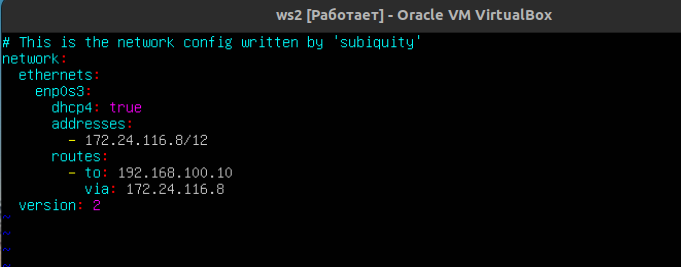 ws2 [Работает] - Oracle VM VirtualBox
# This is the network config written by 'subiquity'
network:
  ethernets:
    enp0s3:
      dhcp4: true
      addresses:
        - 172.24.116.8/12
      routes:
        - to: 192.168.100.10
          via: 172.24.116.8
  version: 2
~
~
~
~